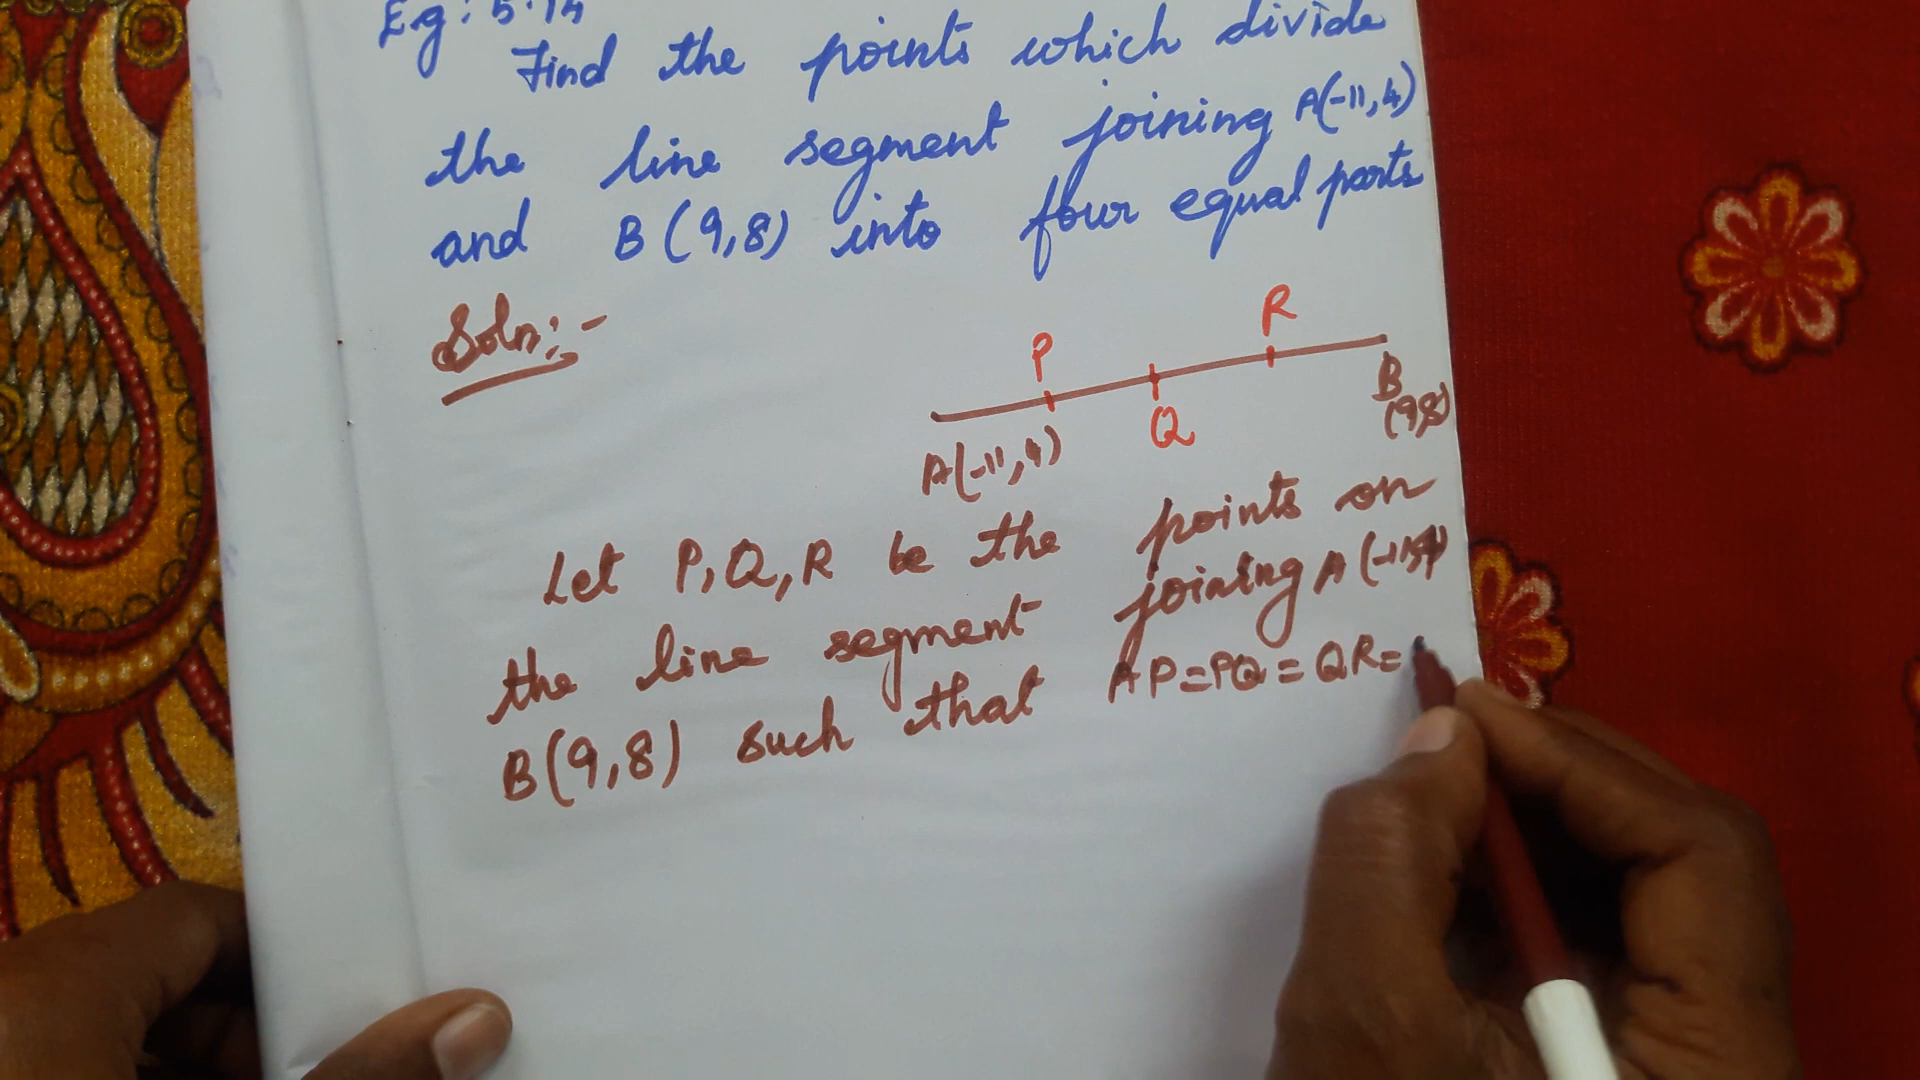 Eg: 5.14
Find the points which divide
the line segment joining A(-11,4)
and B(9,8) into four equal parts
Soln:-
P
R
Q
B
(9,8)
A(-11,4)
Let P,Q,R be the points on
the line segment joining A(-11,4)
B(9,8) such that AP=PQ=QR=